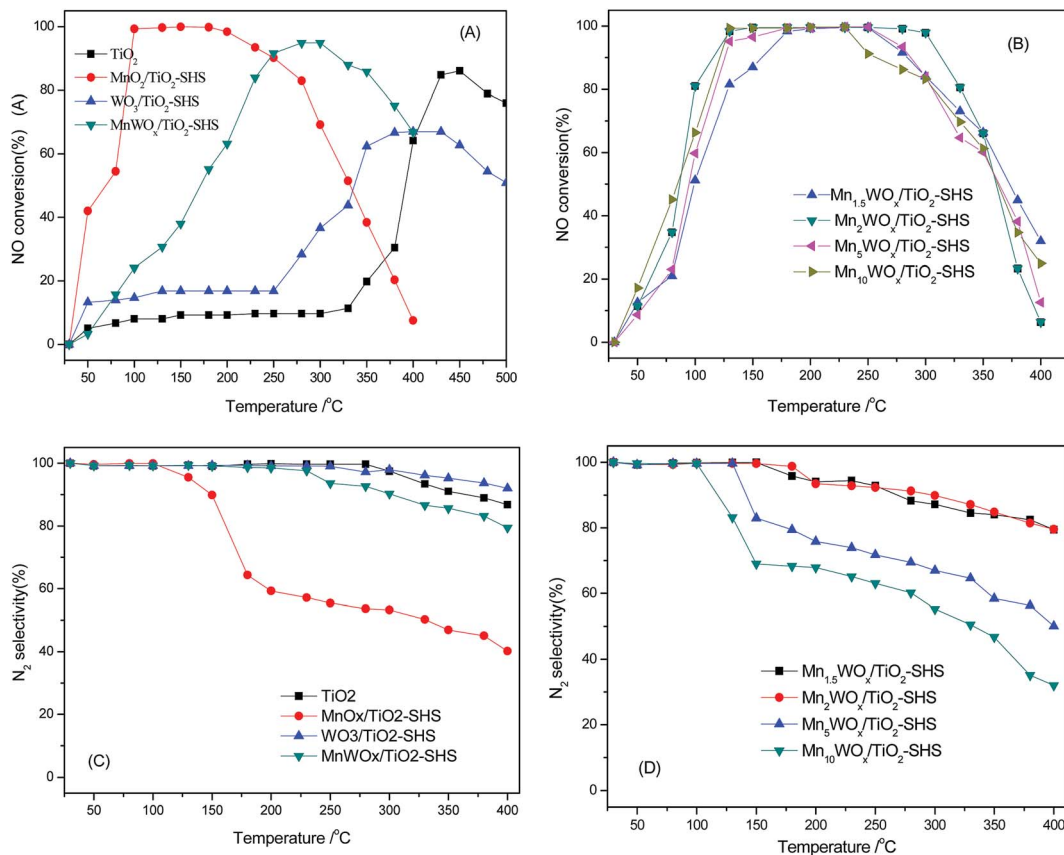 (A)
TiO2
MnO2/TiO2-SHS
WO3/TiO2-SHS
MnWOx/TiO2-SHS
NO conversion(%) (A)
100
80
60
40
20
0
50 100 150 200 250 300 350 400 450 500
Temperature /°C
(B)
Mn1.5WOx/TiO2-SHS
Mn2WOx/TiO2-SHS
Mn5WOx/TiO2-SHS
Mn10WOx/TiO2-SHS
NO conversion(%)
100
80
60
40
20
0
50 100 150 200 250 300 350 400
Temperature /°C
N2 selectivity(%)
100
80
60
40
20
0
TiO2
MnOx/TiO2-SHS
WO3/TiO2-SHS
MnWOx/TiO2-SHS
(C)
50 100 150 200 250 300 350 400
Temperature /°C
N2 selectivity(%)
100
80
60
40
20
0
Mn1.5WOx/TiO2-SHS
Mn2WOx/TiO2-SHS
Mn5WOx/TiO2-SHS
Mn10WOx/TiO2-SHS
(D)
50 100 150 200 250 300 350 400
Temperature /°C